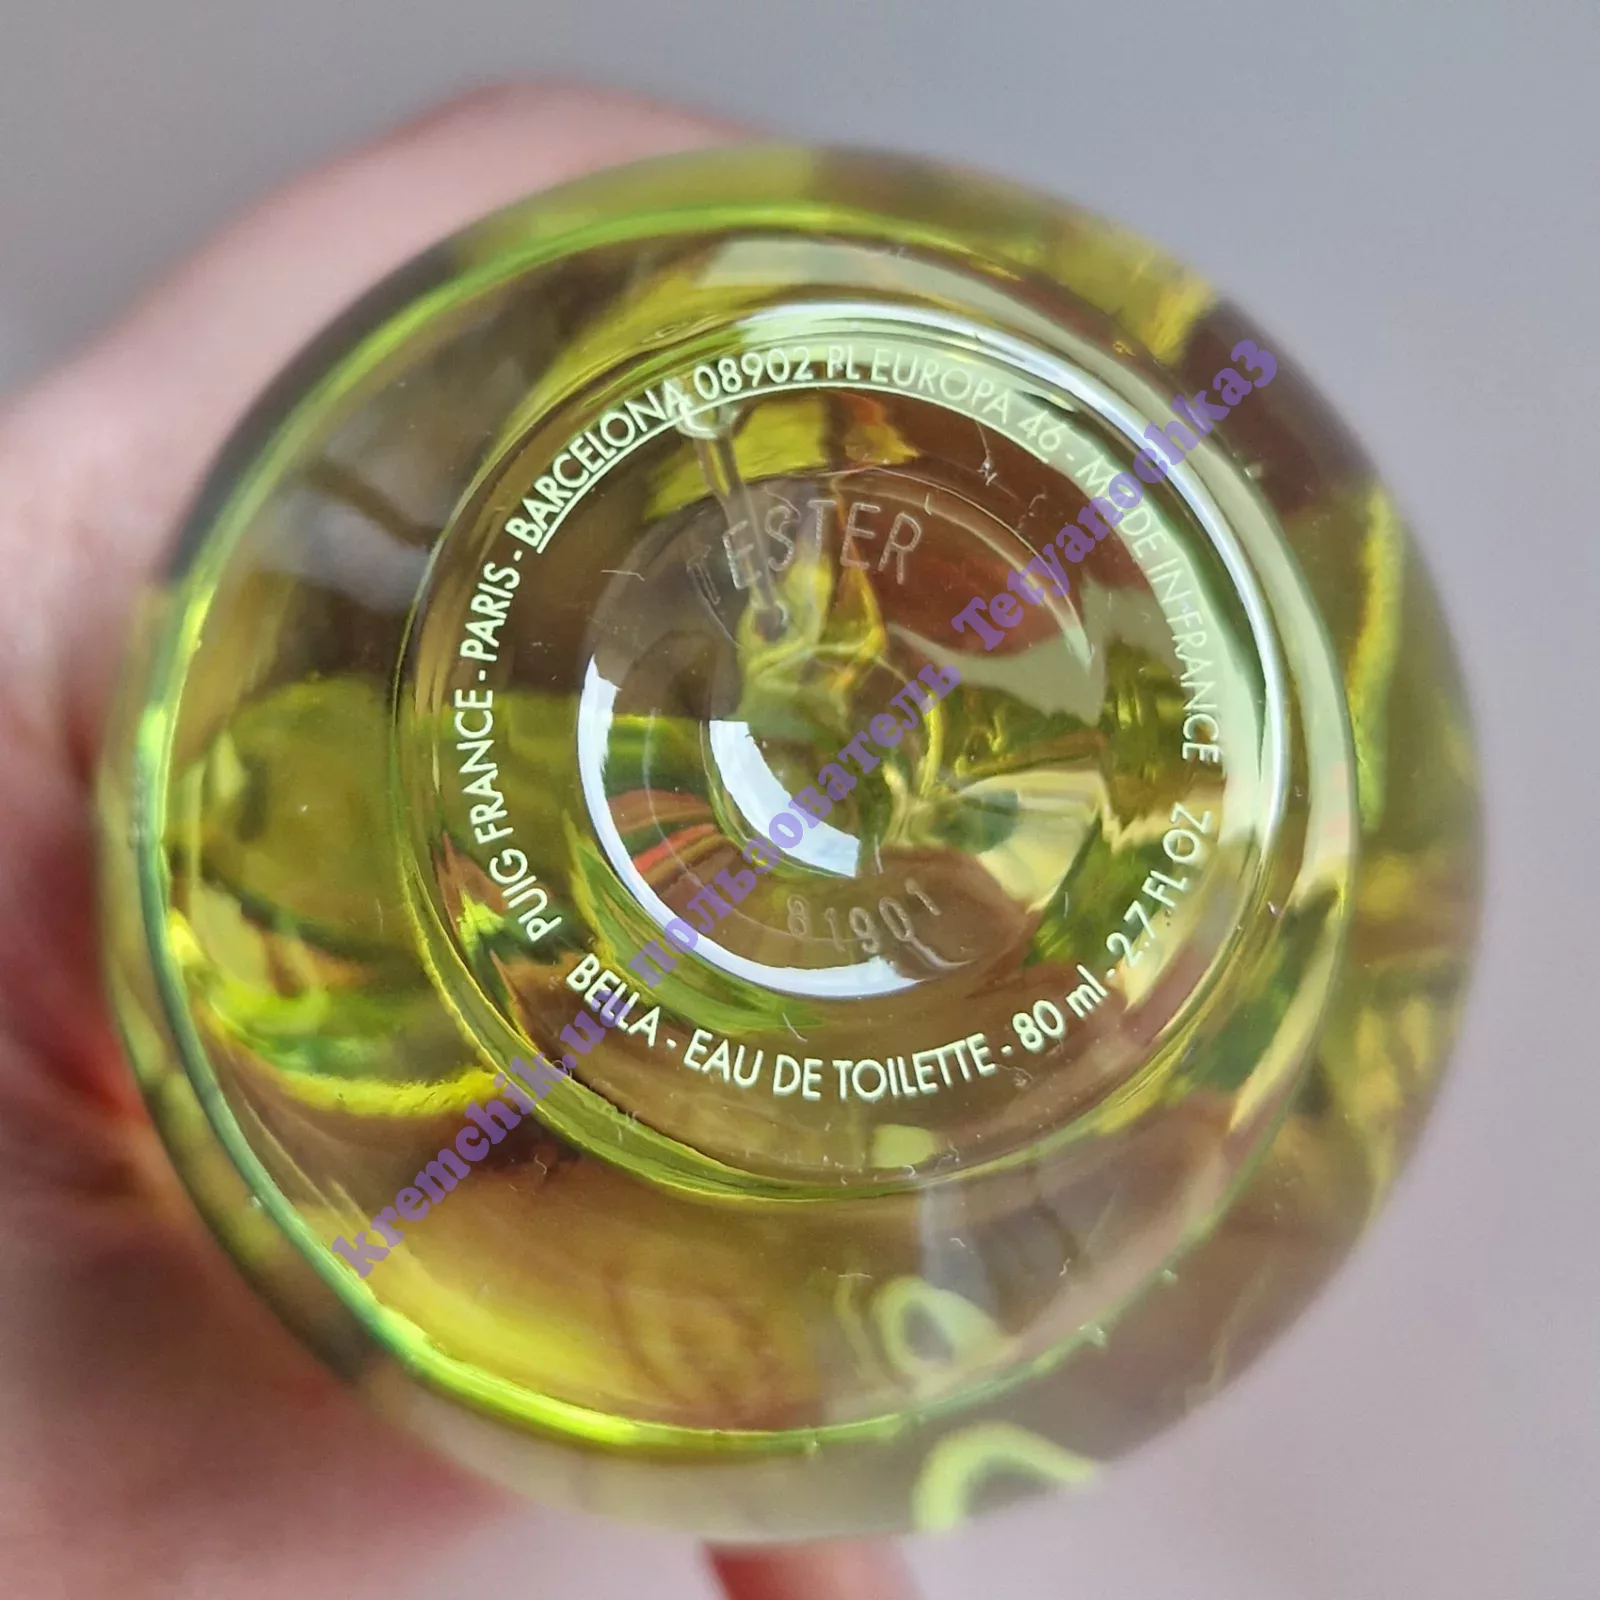 PUIG FRANCE - PARIS - BARCELONA 08902 PL EUROPA 46 - MADE IN FRANCE
BELLA - EAU DE TOILETTE - 80 ml - 2.7 FL OZ
TESTER
81901
kremchik.ua пользователь Tetyanochka3